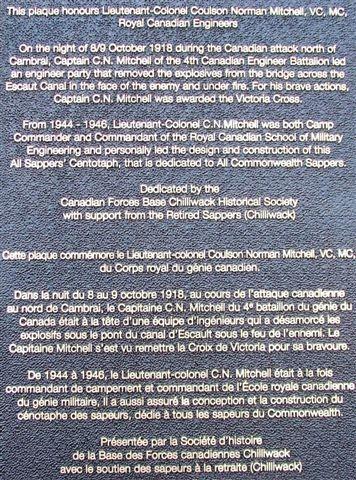 This plaque honours Lieutenant-Colonel Coulson Norman Mitchell, VC, MC,
Royal Canadian Engineers
On the night of 8/9 October 1918 during the Canadian attack north of
Cambrai, Captain C.N. Mitchell of the 4th Canadian Engineer Battalion led
an engineer party that removed the explosives from the bridge across the
Escaut Canal in the face of the enemy and under fire. For his brave actions,
Captain C.N. Mitchell was awarded the Victoria Cross.
From 1944 - 1946, Lieutenant-Colonel C.N.Mitchell was both Camp
Commander and Commandant of the Royal Canadian School of Military
Engineering and personally led the design and construction of this
All Sappers' Centotaph, that is dedicated to All Commonwealth Sappers.
Dedicated by the
Canadian Forces Base Chilliwack Historical Society
with support from the Retired Sappers (Chilliwack)
Cette plaque commémore le Lieutenant-colonel Coulson Norman Mitchell, VC, MC,
du Corps royal du génie canadien.
Dans la nuit du 8 au 9 octobre 1918, au cours de l'attaque canadienne
au nord de Cambrai, le Capitaine C.N. Mitchell du 4e bataillon du génie du
Canada était à la tête d'une équipe d'ingénieurs qui a désamorcé les
explosifs sous le pont du canal d'Escault sous le feu de l'ennemi. Le
Capitaine Mitchell s'est vu remettre la Croix de Victoria pour sa bravoure.
De 1944 à 1946, le Lieutenant-colonel C.N. Mitchell était à la fois
commandant de campement et commandant de l'École royale canadienne
du génie militaire. Il a aussi assuré la conception et la construction du
cénotaphe des sapeurs, dédie à tous les sapeurs du Commonwealth.
Présentée par la Société d'histoire
de la Base des Forces canadiennes Chilliwack
avec le soutien des sapeurs à la retraite (Chilliwack)